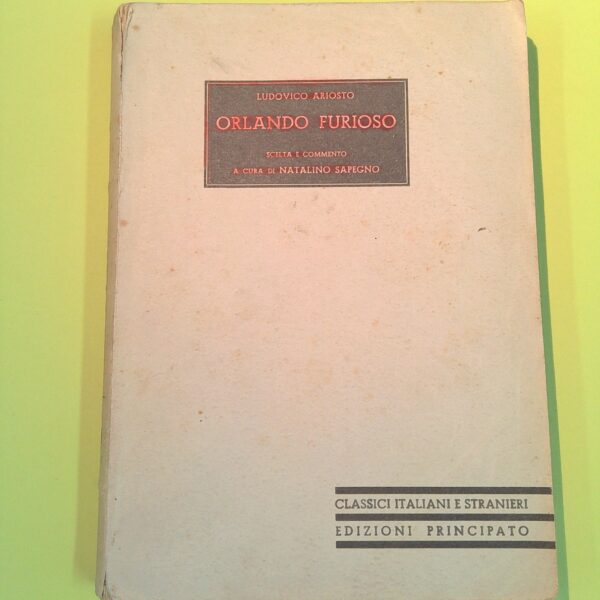 LUDOVICO ARIOSTO
ORLANDO FURIOSO
SCELTA E COMMENTO
A CURA DI NATALINO SAPEGNO
CLASSICI ITALIANI E STRANIERI
EDIZIONI PRINCIPATO